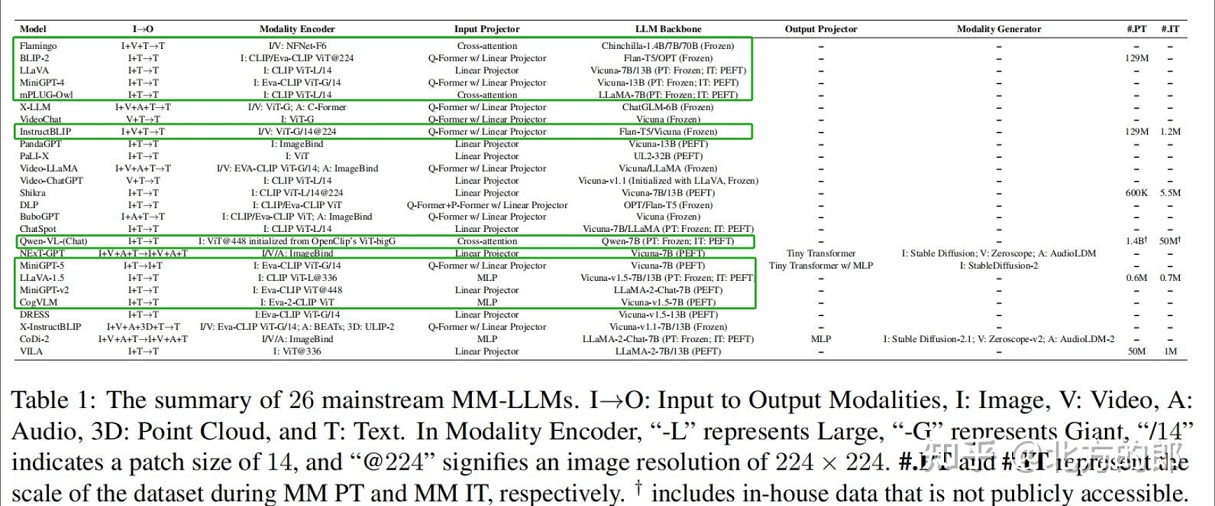 Model I→O Modality Encoder Input Projector LLM Backbone Output Projector Modality Generator #.PT #.IT
Flamingo I+V+T→T I/V: NFNet-F6 Cross-attention Chinchilla-1.4B/7B/70B (Frozen) – – – –
BLIP-2 I+T→T I: CLIP/Eva-CLIP ViT@224 Q-Former w/ Linear Projector Flan-T5/OPT (Frozen) – – 129M –
LLaVA I+T→T I: CLIP ViT-L/14 Linear Projector Vicuna-7B/13B (PT: Frozen; IT: PEFT) – – – –
MiniGPT-4 I+T→T I: Eva-CLIP ViT-G/14 Q-Former w/ Linear Projector Vicuna-13B (PT: Frozen; IT: PEFT) – – – –
mPLUG-Owl I+T→T I: CLIP ViT-L/14 Cross-attention LLaMA-7B(PT: Frozen; IT: PEFT) – – – –
X-LLM I+V+A+T→T I/V: ViT-G; A: C-Former Q-Former w/ Linear Projector ChatGLM-6B (Frozen) – – – –
VideoChat V+T→T I: ViT-G Q-Former w/ Linear Projector Vicuna (Frozen) – – – –
InstructBLIP I+V+T→T I/V: ViT-G/14@224 Q-Former w/ Linear Projector Flan-T5/Vicuna (Frozen) – – 129M 1.2M
PandaGPT I+T→T I: ImageBind Linear Projector Vicuna-13B (PEFT) – – – –
PaLI-X I+T→T I: ViT Linear Projector UL2-32B (PEFT) – – – –
Video-LLaMA I+V+A+T→T I/V: EVA-CLIP ViT-G/14; A: ImageBind Q-Former w/ Linear Projector Vicuna/LLaMA (Frozen) – – – –
Video-ChatGPT V+T→T I: CLIP ViT-L/14 Linear Projector Vicuna-v1.1 (Initialized with LLaVA, Frozen) – – – –
Shikra I+T→T I: CLIP ViT-L/14@224 Linear Projector Vicuna-7B/13B (PEFT) – – 600K 5.5M
DLP I+T→T I: CLIP/Eva-CLIP ViT Q-Former+P-Former w/ Linear Projector OPT/Flan-T5 (Frozen) – – – –
BuboGPT I+A+T→T I: CLIP/Eva-CLIP ViT; A: ImageBind Q-Former w/ Linear Projector Vicuna (Frozen) – – – –
ChatSpot I+T→T I: CLIP ViT-L/14 Linear Projector Vicuna-7B/LLaMA (PT: Frozen; IT: PEFT) – – – –
Qwen-VL-(Chat) I+T→T I: ViT@448 initialized from OpenClip's ViT-bigG Cross-attention Qwen-7B (PT: Frozen; IT: PEFT) – – 1.4B† 50M†
NExT-GPT I+V+A+T→I+V+A+T I/V/A: ImageBind Linear Projector Vicuna-7B (PEFT) Tiny Transformer I: Stable Diffusion; V: Zeroscope; A: AudioLDM – –
MiniGPT-5 I+T→I+T I: Eva-CLIP ViT-G/14 Q-Former w/ Linear Projector Vicuna-7B (PEFT) Tiny Transformer w/ MLP I: StableDiffusion-2 – –
LLaVA-1.5 I+T→T I: CLIP ViT-L@336 MLP Vicuna-v1.5-7B/13B (PT: Frozen; IT: PEFT) – – 0.6M 0.7M
MiniGPT-v2 I+T→T I: Eva-CLIP ViT@448 Linear Projector LLaMA-2-Chat-7B (PEFT) – – – –
CogVLM I+T→T I: Eva-2-CLIP ViT MLP Vicuna-v1.5-7B (PEFT) – – – –
DRESS I+T→T I:Eva-CLIP ViT-G/14 Linear Projector Vicuna-v1.5-13B (PEFT) – – – –
X-InstructBLIP I+V+A+3D+T→T I/V: Eva-CLIP ViT-G/14; A: BEATs; 3D: ULIP-2 Q-Former w/ Linear Projector Vicuna-v1.1-7B/13B (Frozen) – – – –
CoDi-2 I+V+A+T→I+V+A+T I/V/A: ImageBind MLP LLaMA-2-Chat-7B (PT: Frozen; IT: PEFT) MLP I: Stable Diffusion-2.1; V: Zeroscope-v2; A: AudioLDM-2 – –
VILA I+T→T I: ViT@336 Linear Projector LLaMA-2-7B/13B (PEFT) – – 50M 1M
Table 1: The summary of 26 mainstream MM-LLMs. I→O: Input to Output Modalities, I: Image, V: Video, A:
Audio, 3D: Point Cloud, and T: Text. In Modality Encoder, “-L” represents Large, “-G” represents Giant, “/14”
indicates a patch size of 14, and “@224” signifies an image resolution of 224 × 224. #.PT and #.IT represent the
scale of the dataset during MM PT and MM IT, respectively. † includes in-house data that is not publicly accessible.
知乎 @北方的郎